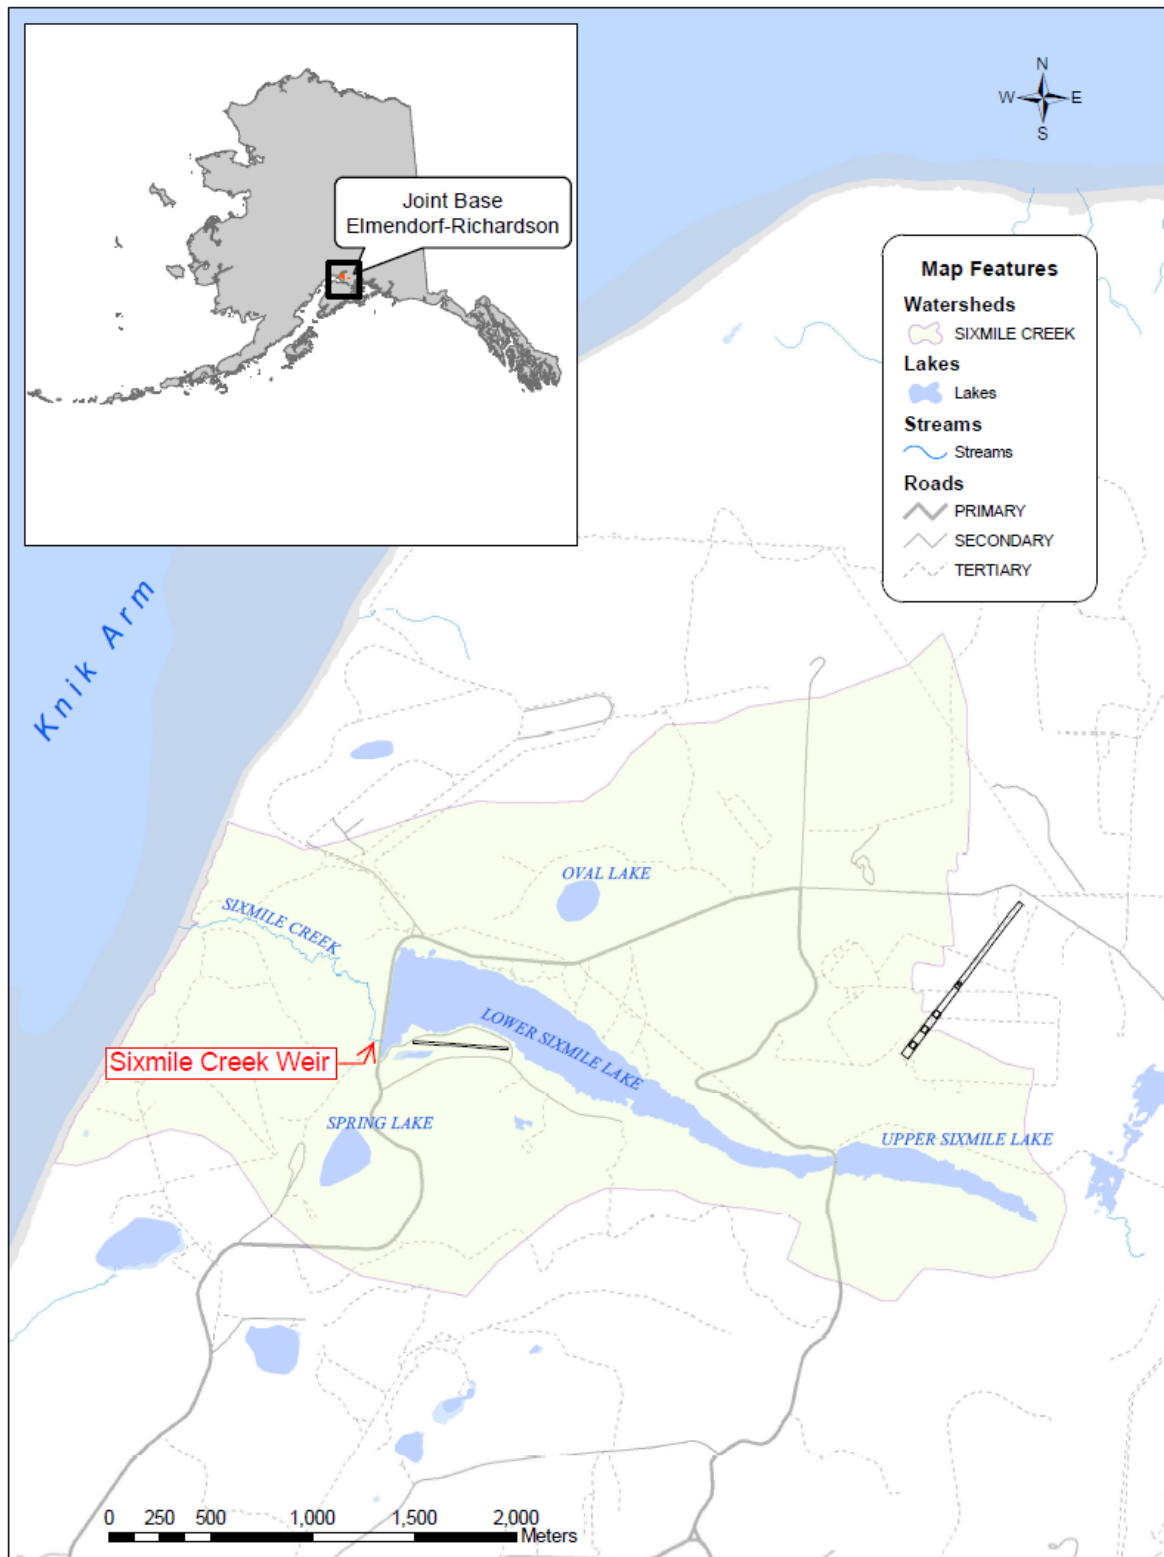 Joint Base
Elmendorf-Richardson
N
W
E
S
Map Features
Watersheds
SIXMILE CREEK
Lakes
Lakes
Streams
Streams
Roads
PRIMARY
SECONDARY
TERTIARY
Knik Arm
OVAL LAKE
SIXMILE CREEK
LOWER SIXMILE LAKE
Sixmile Creek Weir
SPRING LAKE
UPPER SIXMILE LAKE
0 250 500 1,000 1,500 2,000
Meters